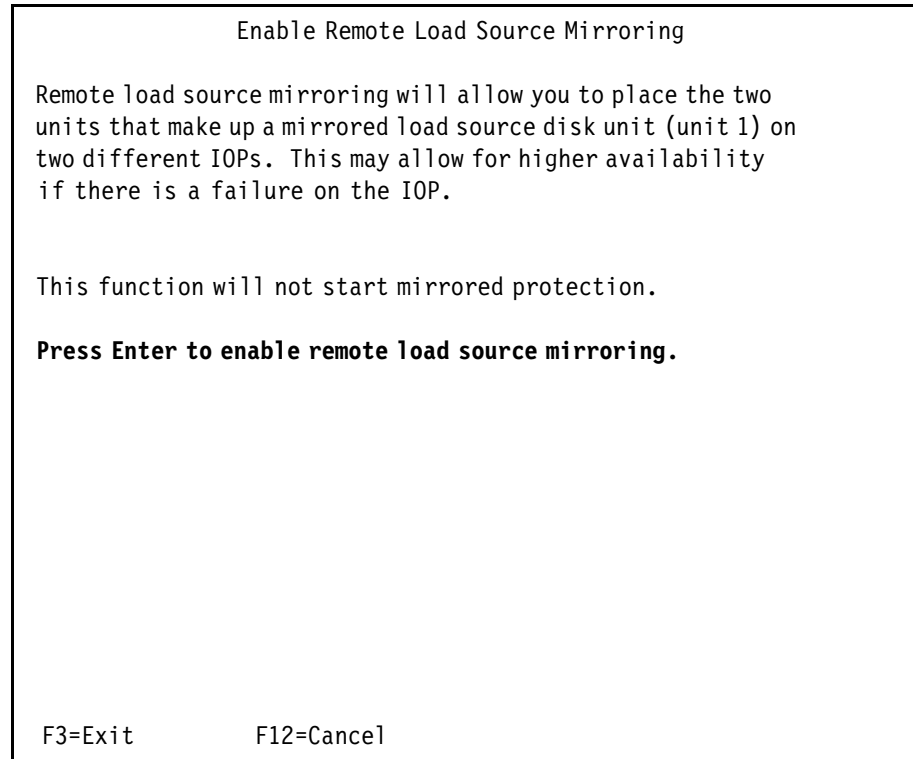 Enable Remote Load Source Mirroring
Remote load source mirroring will allow you to place the two
units that make up a mirrored load source disk unit (unit 1) on
two different IOPs. This may allow for higher availability
if there is a failure on the IOP.
This function will not start mirrored protection.
Press Enter to enable remote load source mirroring.
F3=Exit F12=Cancel